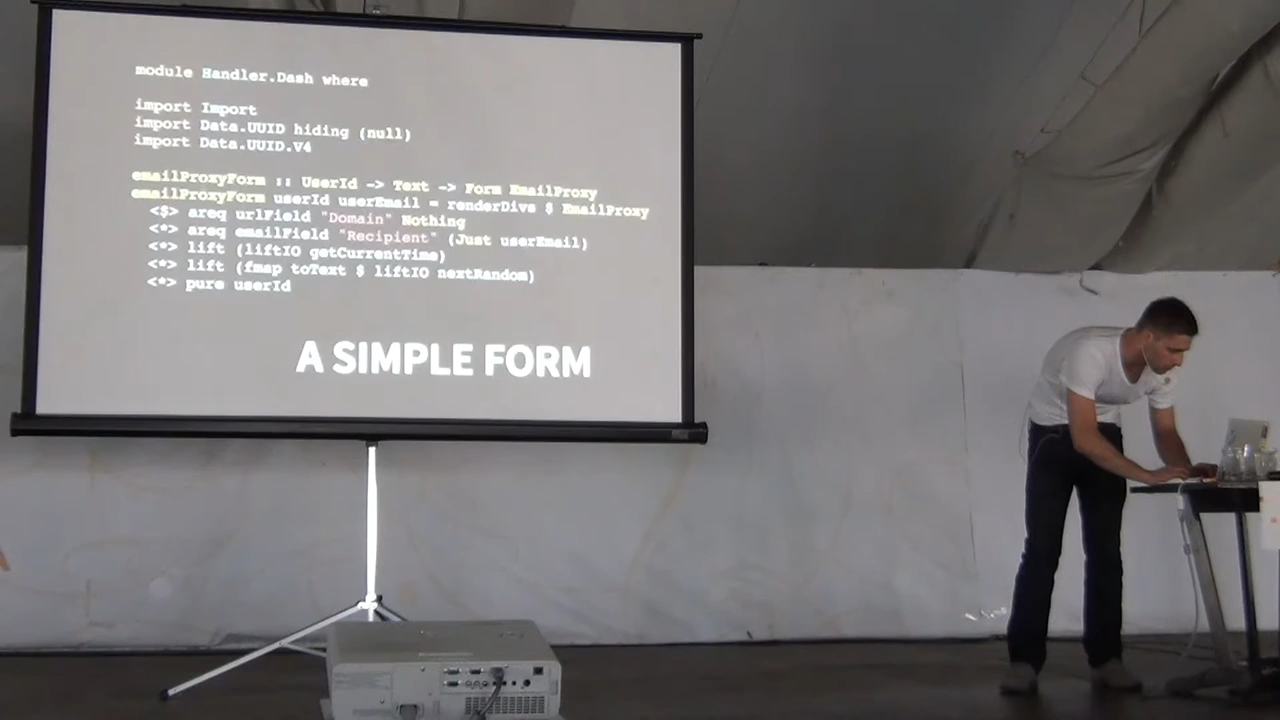 module Handler.Dash where
import Import
import Data.UUID hiding (null)
import Data.UUID.V4
emailProxyForm :: UserId -> Text -> Form EmailProxy
emailProxyForm userId userEmail = renderDivs $ EmailProxy
<$> areq urlField "Domain" Nothing
<*> areq emailField "Recipient" (Just userEmail)
<*> lift (liftIO getCurrentTime)
<*> lift (fmap toText $ liftIO nextRandom)
<*> pure userId
A SIMPLE FORM